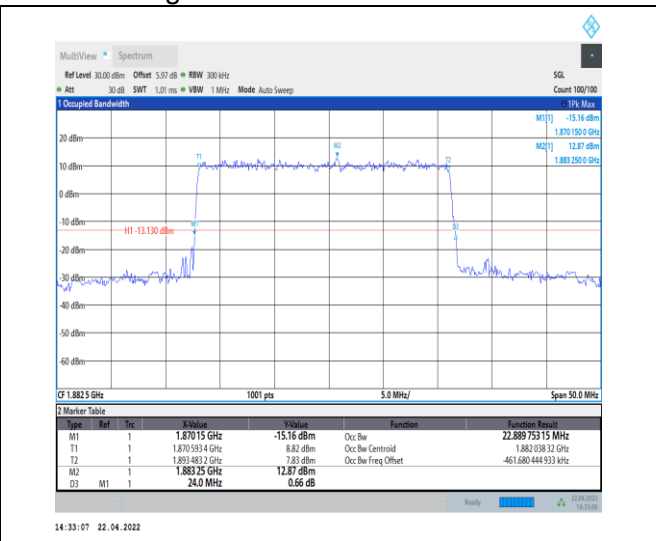 MultiView Spectrum
Ref Level 30.00 dBm Offset 5.97 dB RBW 300 kHz SGL
Att 30 dB SWT 1.01 ms VBW 1 MHz Mode Auto Sweep Count 100/100
1 Occupied Bandwidth 1Pk Max
M1[1] -15.16 dBm
1.870 150 0 GHz
M2[1] 12.87 dBm
1.883 250 0 GHz
20 dBm
M2
T1
T2
10 dBm
0 dBm
-10 dBm
M1
D3
H1 -13.130 dBm
-20 dBm
-30 dBm
-40 dBm
-50 dBm
-60 dBm
CF 1.882 5 GHz 1001 pts 5.0 MHz/ Span 50.0 MHz
2 Marker Table
Type Ref Trc X-Value Y-Value Function Function Result
M1 1 1.870 15 GHz -15.16 dBm Occ Bw 22.889 753 15 MHz
T1 1 1.870 593 4 GHz 8.82 dBm Occ Bw Centroid 1.882 038 32 GHz
T2 1 1.893 483 2 GHz 7.83 dBm Occ Bw Freq Offset -461.680 444 933 kHz
M2 1 1.883 25 GHz 12.87 dBm
D3 M1 1 24.0 MHz 0.66 dB
Ready 22.04.2022
14:33:06
14:33:07 22.04.2022